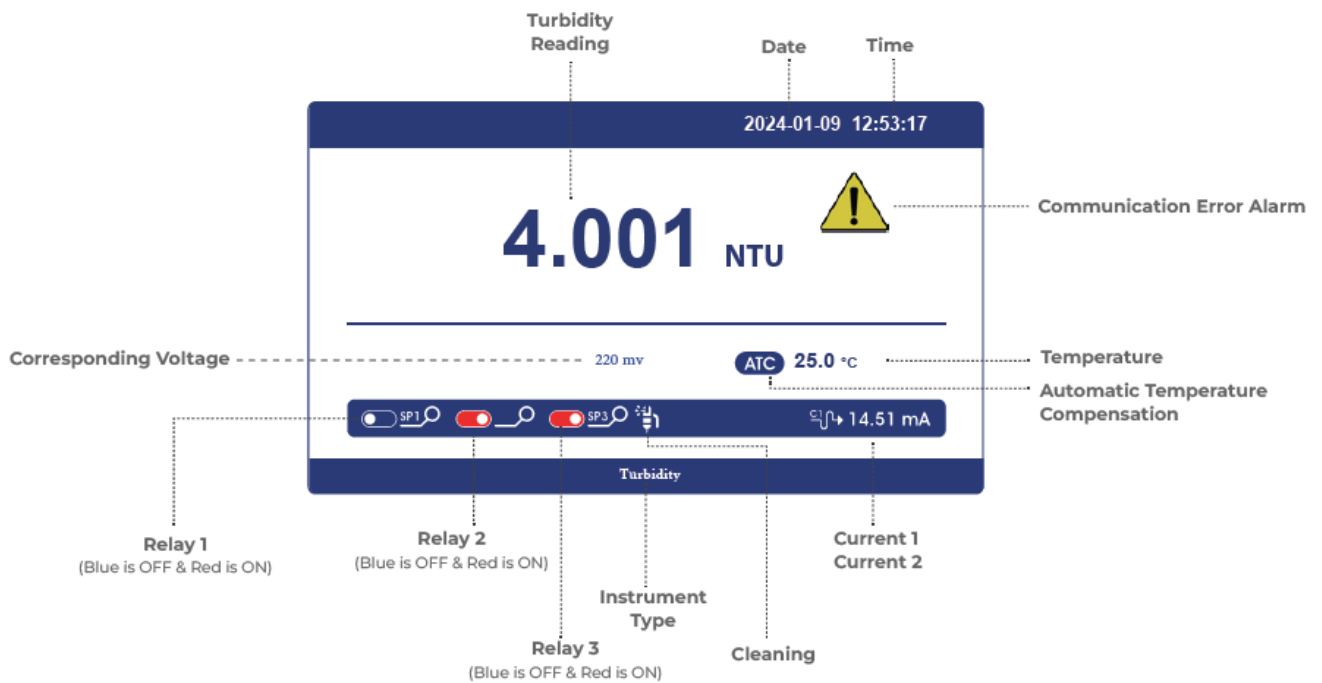 Turbidity
Reading
Date
Time
2024-01-09 12:53:17
4.001 NTU
Communication Error Alarm
Corresponding Voltage
220 mv
ATC 25.0 °C
Temperature
Automatic Temperature
Compensation
SP1
SP3
C1 14.51 mA
Turbidity
Relay 1
(Blue is OFF & Red is ON)
Relay 2
(Blue is OFF & Red is ON)
Current 1
Current 2
Instrument
Type
Relay 3
(Blue is OFF & Red is ON)
Cleaning